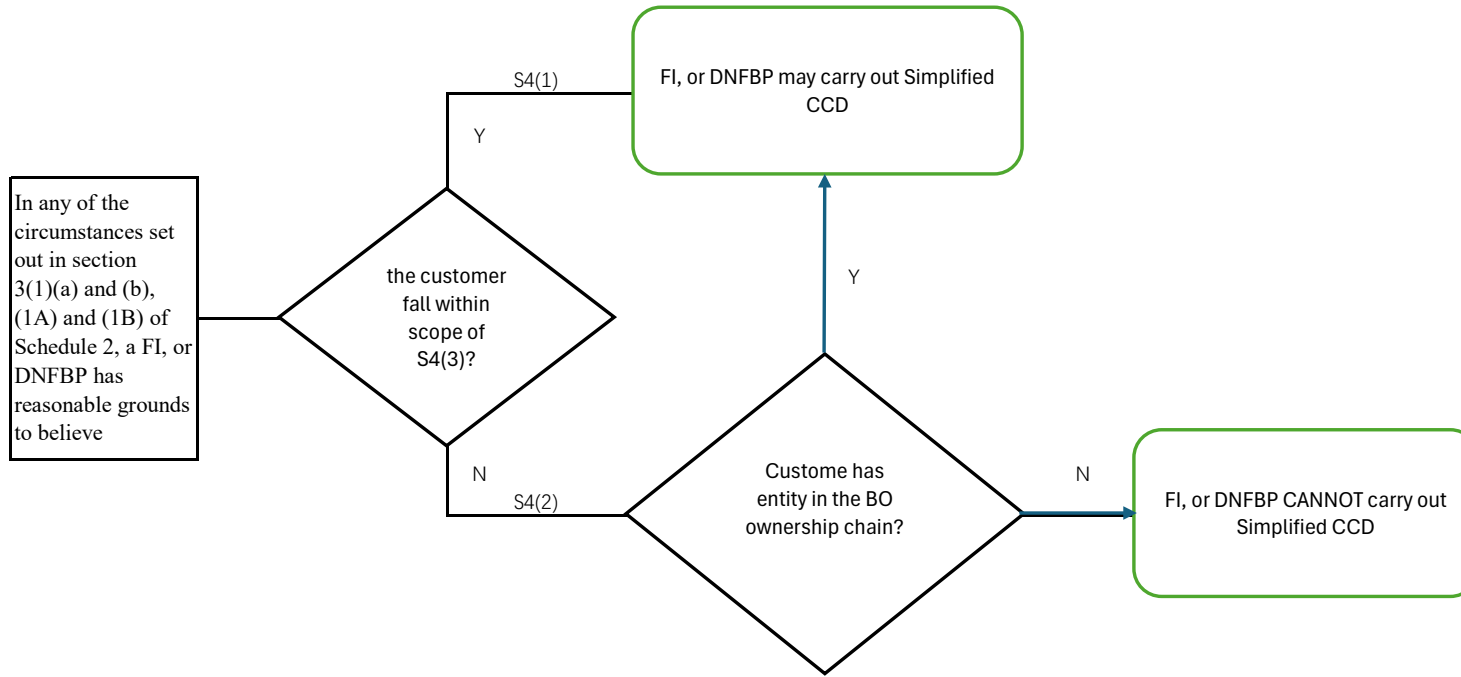 In any of the
circumstances set
out in section
3(1)(a) and (b),
(1A) and (1B) of
Schedule 2, a FI, or
DNFBP has
reasonable grounds
to believe
the customer
fall within
scope of
S4(3)?
Y
S4(1)
FI, or DNFBP may carry out Simplified
CCD
N
S4(2)
Custome has
entity in the BO
ownership chain?
Y
N
FI, or DNFBP CANNOT carry out
Simplified CCD